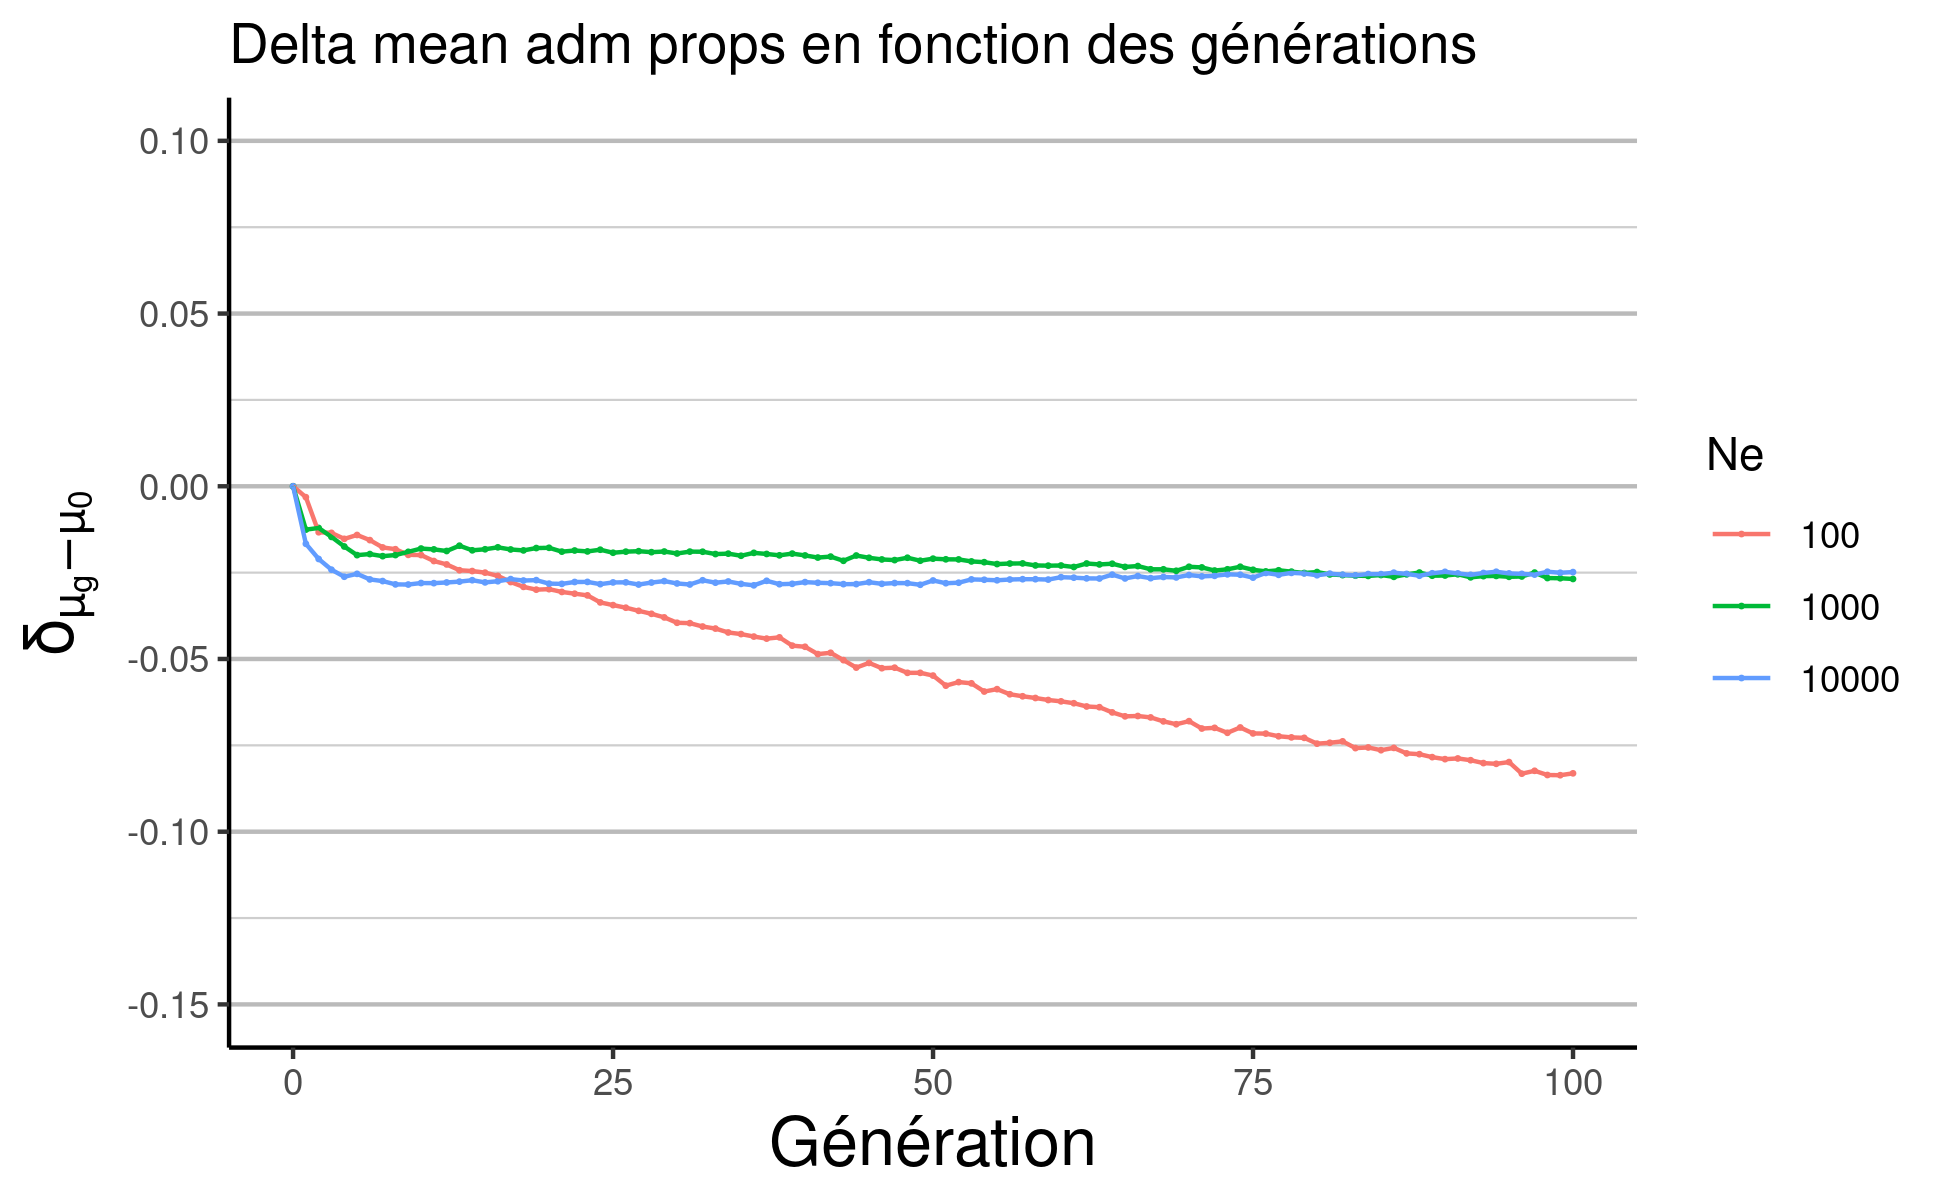 Delta mean adm props en fonction des générations
δμg−μ0
0.10
0.05
0.00
-0.05
-0.10
-0.15
0 25 50 75 100
Génération
Ne
100
1000
10000